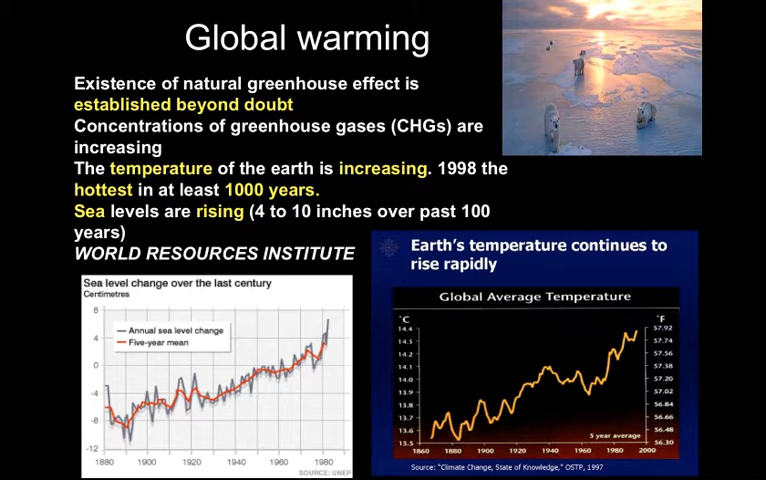 Global warming
Existence of natural greenhouse effect is
established beyond doubt
Concentrations of greenhouse gases (CHGs) are
increasing
The temperature of the earth is increasing. 1998 the
hottest in at least 1000 years.
Sea levels are rising (4 to 10 inches over past 100
years)
WORLD RESOURCES INSTITUTE
Sea level change over the last century
Centimetres
8
4
0
-4
-8
-12
Annual sea level change
Five-year mean
1880 1900 1920 1940 1960 1980
SOURCE: UNEP
Earth's temperature continues to
rise rapidly
Global Average Temperature
°C
14.4
14.3
14.2
14.1
14.0
13.9
13.8
13.7
13.6
13.5
°F
57.92
57.74
57.56
57.38
57.20
57.02
56.84
56.66
56.48
56.30
5 year average
1860 1880 1900 1920 1940 1960 1980 2000
Source: "Climate Change, State of Knowledge," OSTP, 1997